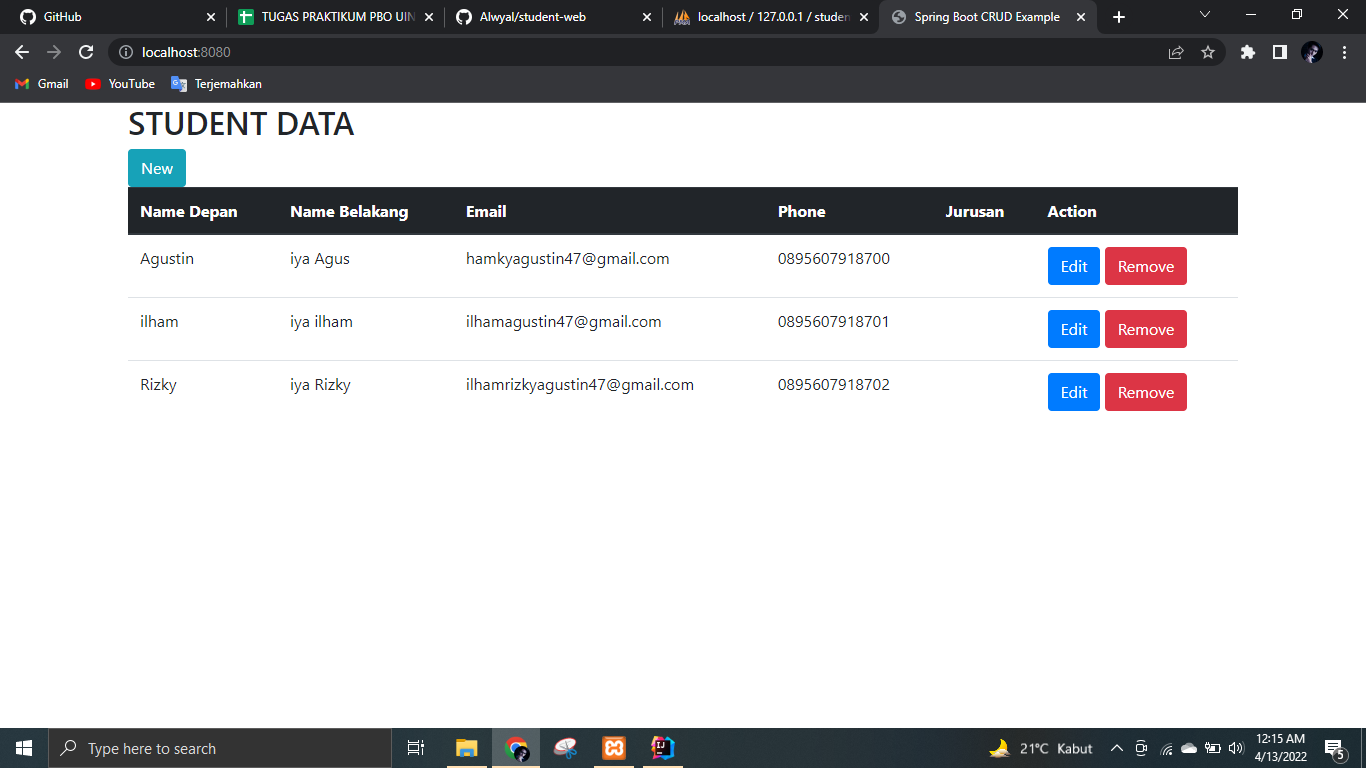 GitHub
TUGAS PRAKTIKUM PBO UIN
Alwyal/student-web
localhost / 127.0.0.1 / studen
Spring Boot CRUD Example
localhost:8080
Gmail YouTube Terjemahkan
STUDENT DATA
New
Name Depan Name Belakang Email Phone Jurusan Action
Agustin iya Agus hamkyagustin47@gmail.com 0895607918700 Edit Remove
ilham iya ilham ilhamagustin47@gmail.com 0895607918701 Edit Remove
Rizky iya Rizky ilhamrizkyagustin47@gmail.com 0895607918702 Edit Remove
Type here to search
21°C Kabut
12:15 AM
4/13/2022
5